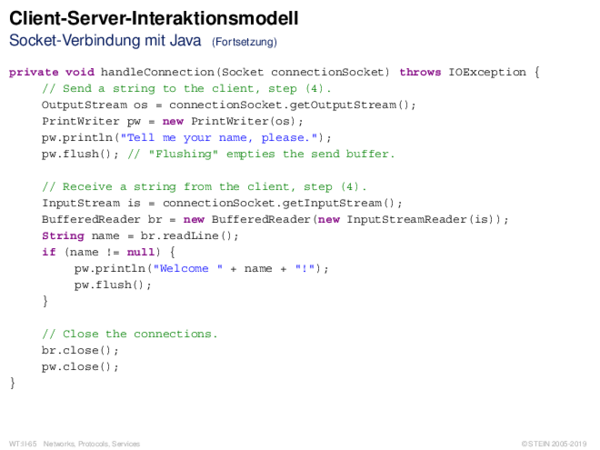 Client-Server-Interaktionsmodell
Socket-Verbindung mit Java (Fortsetzung)
private void handleConnection(Socket connectionSocket) throws IOException {
// Send a string to the client, step (4).
OutputStream os = connectionSocket.getOutputStream();
PrintWriter pw = new PrintWriter(os);
pw.println("Tell me your name, please.");
pw.flush(); // "Flushing" empties the send buffer.
// Receive a string from the client, step (4).
InputStream is = connectionSocket.getInputStream();
BufferedReader br = new BufferedReader(new InputStreamReader(is));
String name = br.readLine();
if (name != null) {
pw.println("Welcome " + name + "!");
pw.flush();
}
// Close the connections.
br.close();
pw.close();
}
WT:II-65 Networks, Protocols, Services
© STEIN 2005-2019